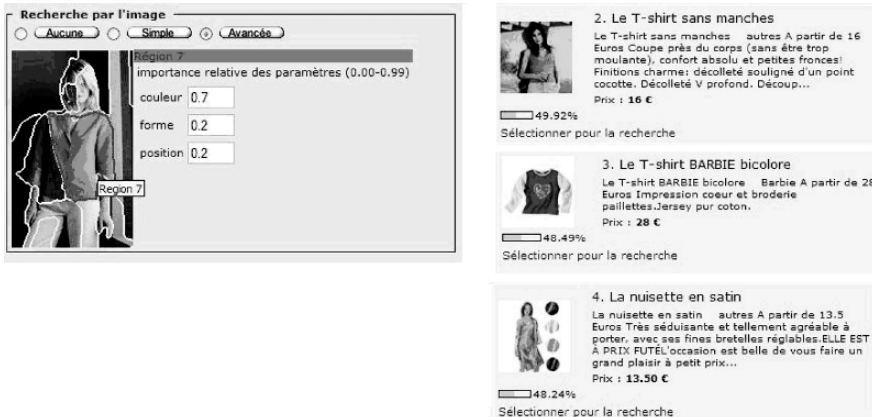 Recherche par l'image
Aucune Simple Avancée
Région 7
importance relative des paramètres (0.00-0.99)
couleur 0.7
forme 0.2
position 0.2
Region 7
2. Le T-shirt sans manches
Le T-shirt sans manches autres A partir de 16
Euros Coupe près du corps (sans être trop
moulante), confort absolu et petites fronces!
Finitions charme: décolleté souligné d'un point
cocotte. Décolleté V profond. Découp...
Prix : 16 €
49.92%
Sélectionner pour la recherche
3. Le T-shirt BARBIE bicolore
Le T-shirt BARBIE bicolore Barbie A partir de 28
Euros Impression coeur et broderie
paillettes.Jersey pur coton.
Prix : 28 €
48.49%
Sélectionner pour la recherche
4. La nuisette en satin
La nuisette en satin autres A partir de 13.5
Euros Très séduisante et tellement agréable à
porter, avec ses fines bretelles réglables.ELLE EST
À PRIX FUTÉL'occasion est belle de vous faire un
grand plaisir à petit prix...
Prix : 13.50 €
48.24%
Sélectionner pour la recherche